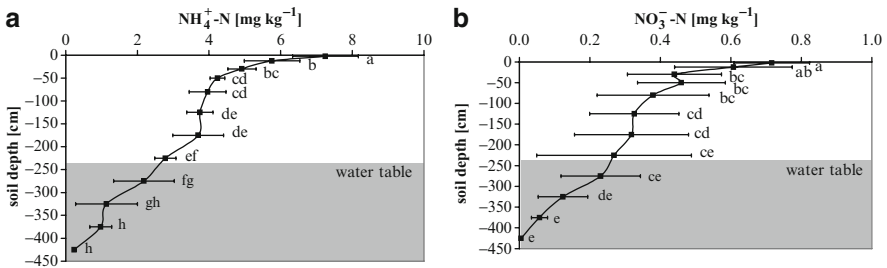 a
NH₄⁺-N [mg kg⁻¹]
0 2 4 6 8 10
soil depth [cm]
0
−50
−100
−150
−200
−250
−300
−350
−400
−450
a
b
bc
cd
cd
de
de
ef
water table
fg
gh
h
h
b
NO₃⁻-N [mg kg⁻¹]
0.0 0.2 0.4 0.6 0.8 1.0
soil depth [cm]
0
−50
−100
−150
−200
−250
−300
−350
−400
−450
a
ab
bc
bc
bc
cd
cd
ce
water table
ce
de
e
e